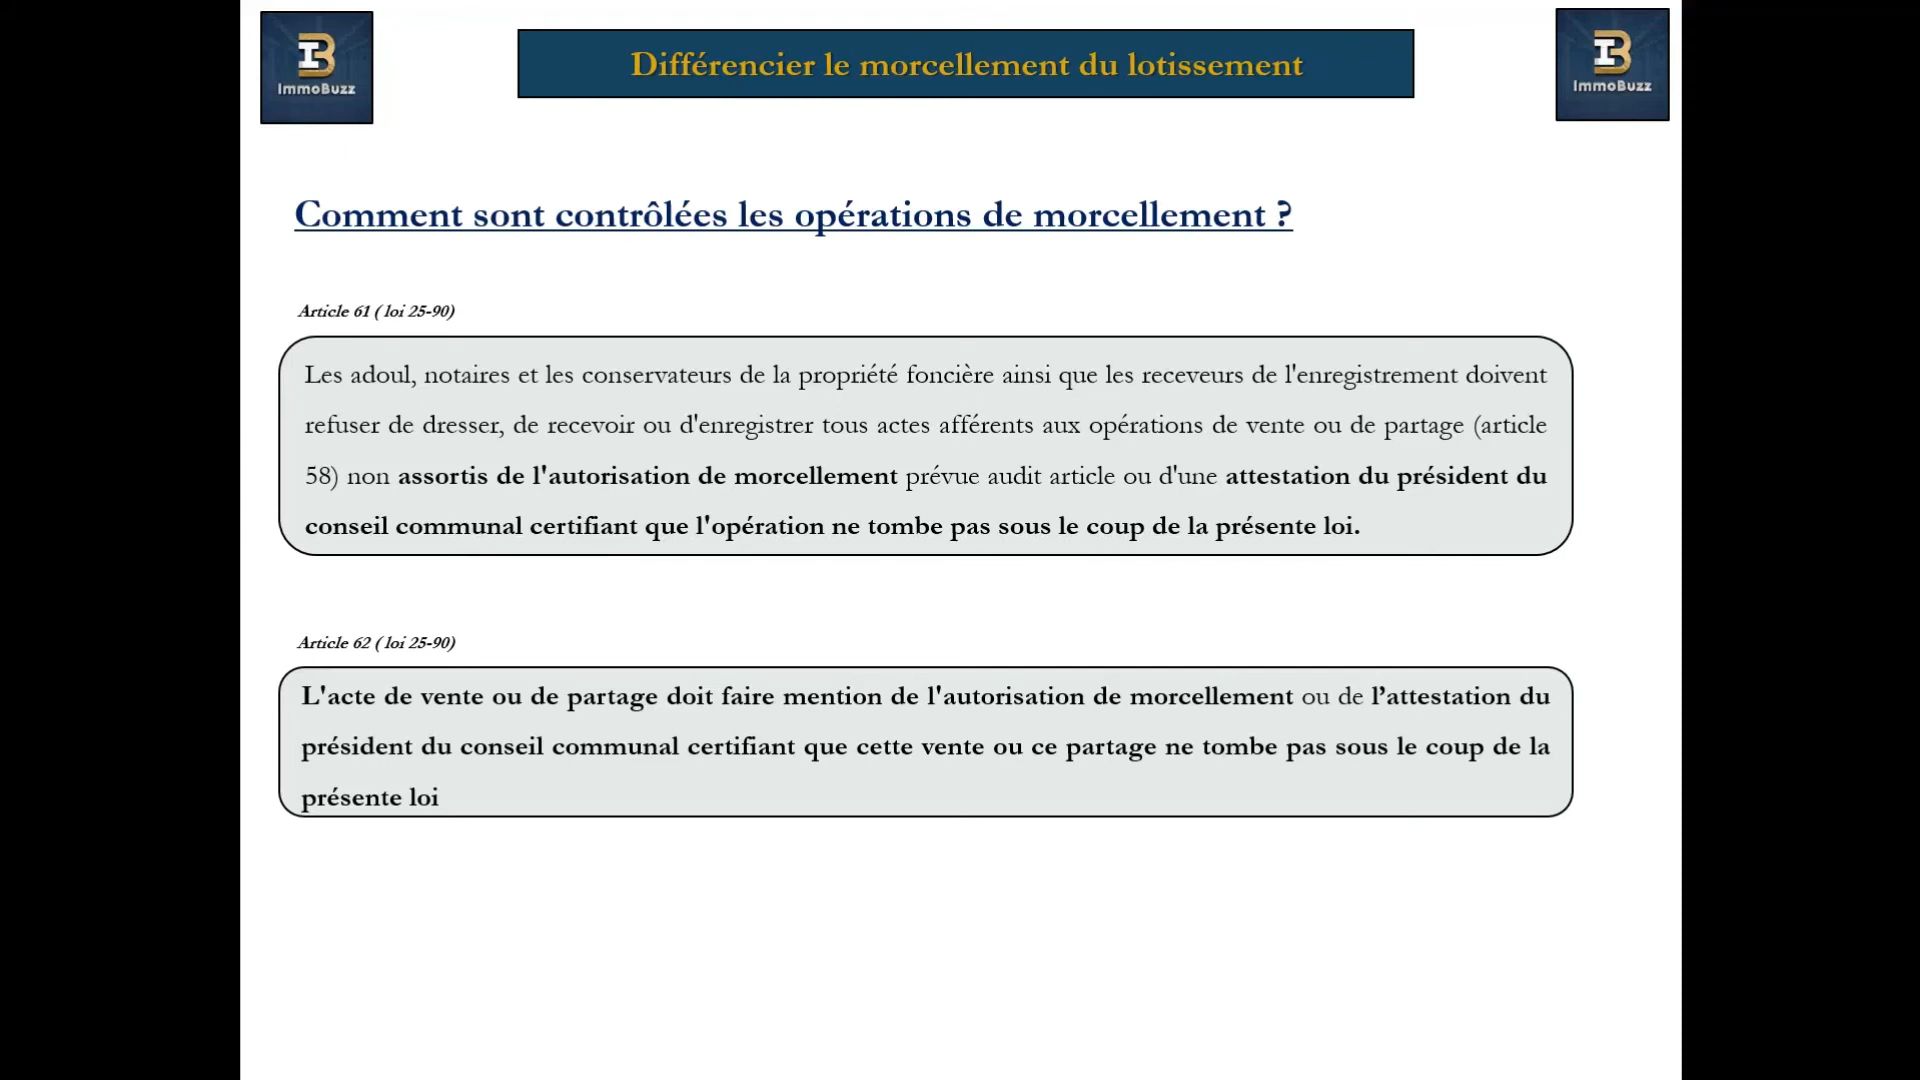 ImmoBuzz
Différencier le morcellement du lotissement
ImmoBuzz
Comment sont contrôlées les opérations de morcellement ?
Article 61 ( loi 25-90)
Les adoul, notaires et les conservateurs de la propriété foncière ainsi que les receveurs de l'enregistrement doivent
refuser de dresser, de recevoir ou d'enregistrer tous actes afférents aux opérations de vente ou de partage (article
58) non assortis de l'autorisation de morcellement prévue audit article ou d'une attestation du président du
conseil communal certifiant que l'opération ne tombe pas sous le coup de la présente loi.
Article 62 ( loi 25-90)
L'acte de vente ou de partage doit faire mention de l'autorisation de morcellement ou de l’attestation du
président du conseil communal certifiant que cette vente ou ce partage ne tombe pas sous le coup de la
présente loi